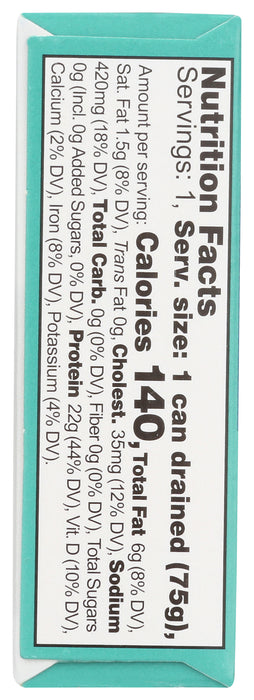 Nutrition Facts
Servings: 1, Serv. size: 1 can drained (75g),
Amount per serving: Calories 140, Total Fat 6g (8% DV),
Sat. Fat 1.5g (8% DV), Trans Fat 0g, Cholest. 35mg (12% DV), Sodium
420mg (18% DV), Total Carb. 0g (0% DV), Fiber 0g (0% DV), Total Sugars
0g (Incl. 0g Added Sugars, 0% DV), Protein 22g (44% DV), Vit. D (10% DV),
Calcium (2% DV), Iron (8% DV), Potassium (4% DV).